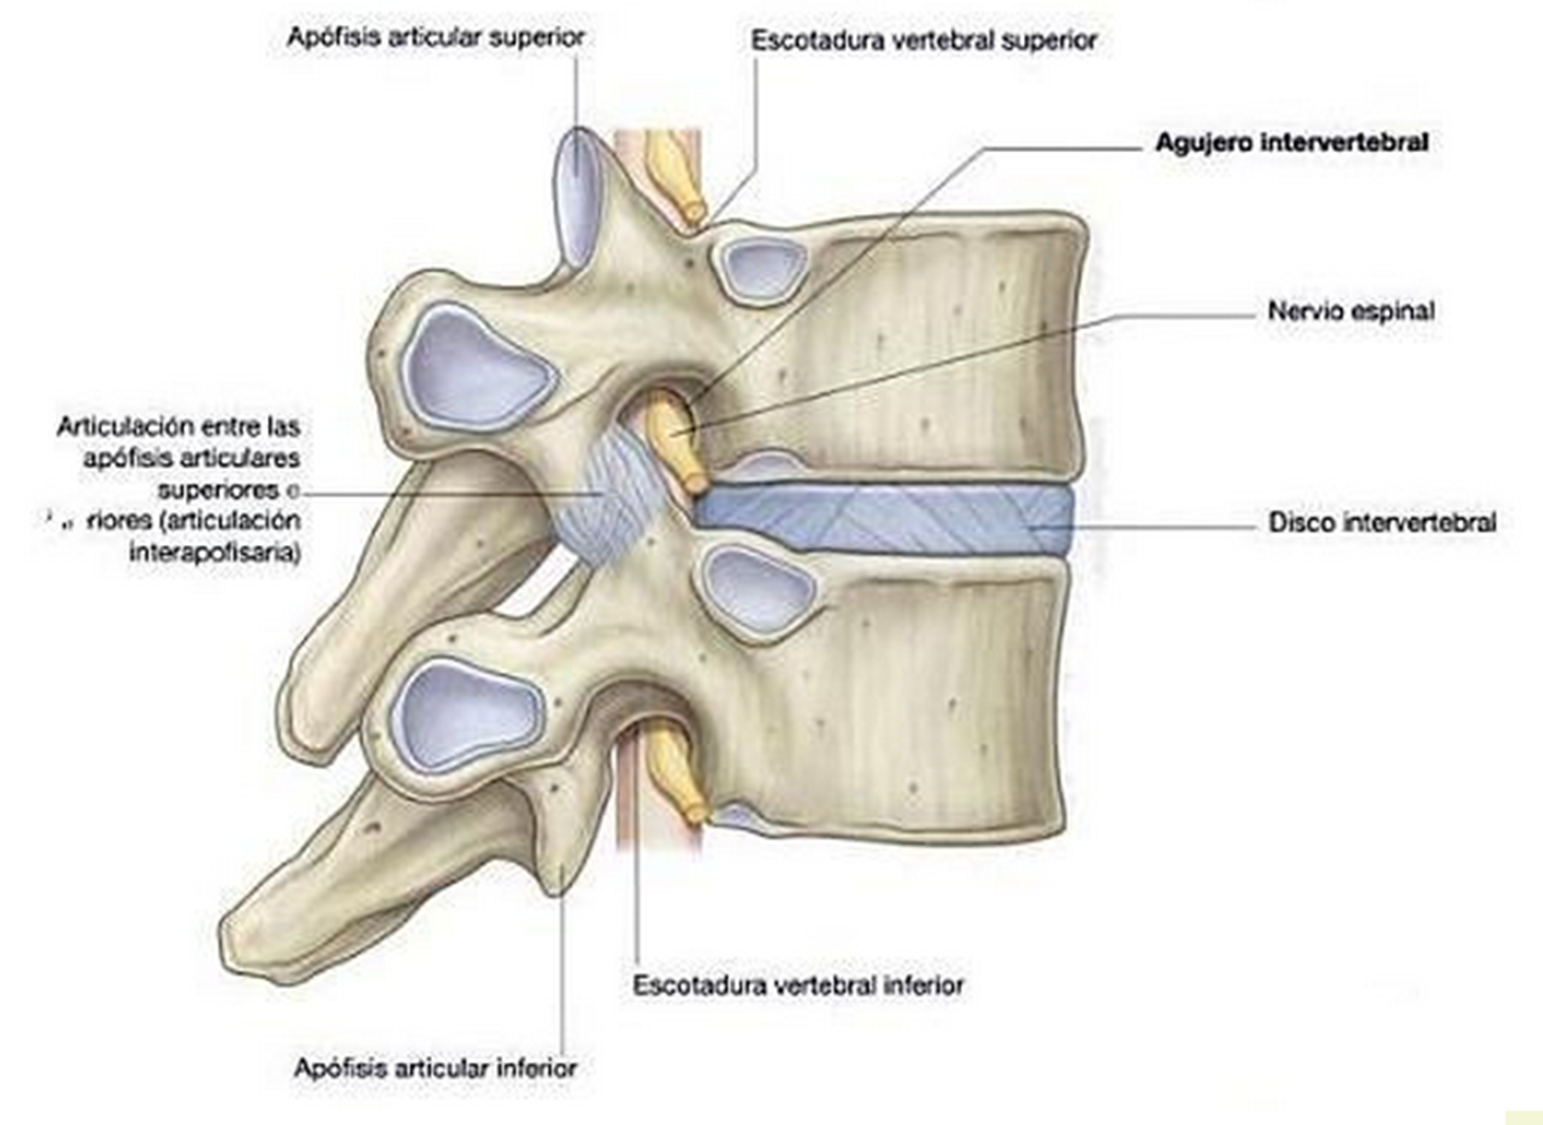 Apófisis articular superior
Escotadura vertebral superior
Agujero intervertebral
Nervio espinal
Articulación entre las
apófisis articulares
superiores e
riores (articulación
interapofisaria)
Disco intervertebral
Escotadura vertebral inferior
Apófisis articular inferior